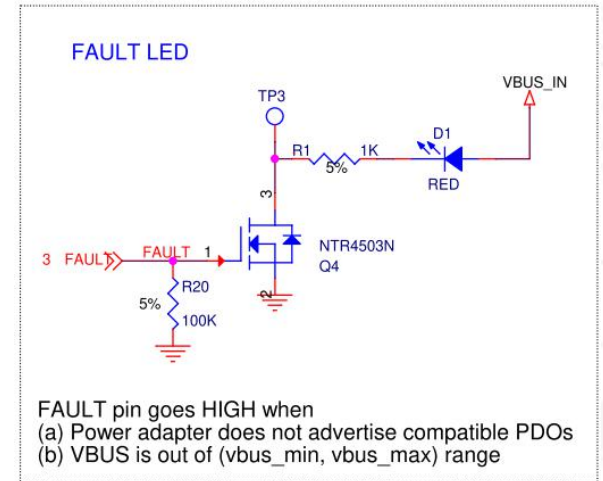 FAULT LED
VBUS_IN
TP3
D1
R1
1K
5%
RED
3
3 FAULT
FAULT
1
NTR4503N
Q4
R20
5%
2
100K
FAULT pin goes HIGH when
(a) Power adapter does not advertise compatible PDOs
(b) VBUS is out of (vbus_min, vbus_max) range